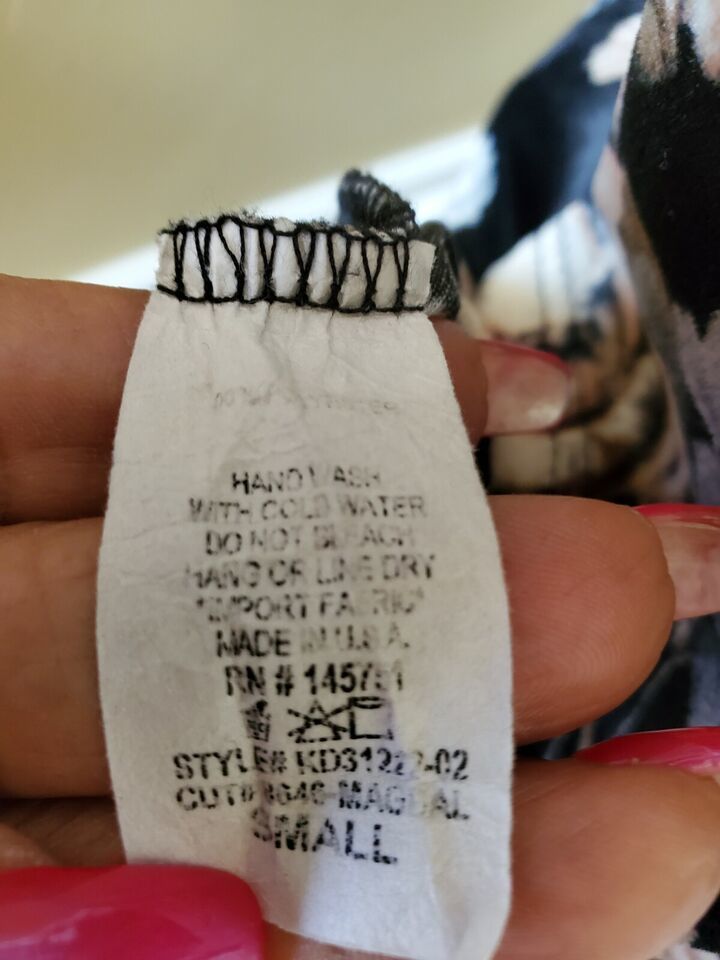 HAND WASH
WITH COLD WATER
DO NOT BLEACH
HANG OR LINE DRY
"IMPORT FABRIC"
MADE IN U.S.A.
RN #
STYLE#
CUT#
SMALL